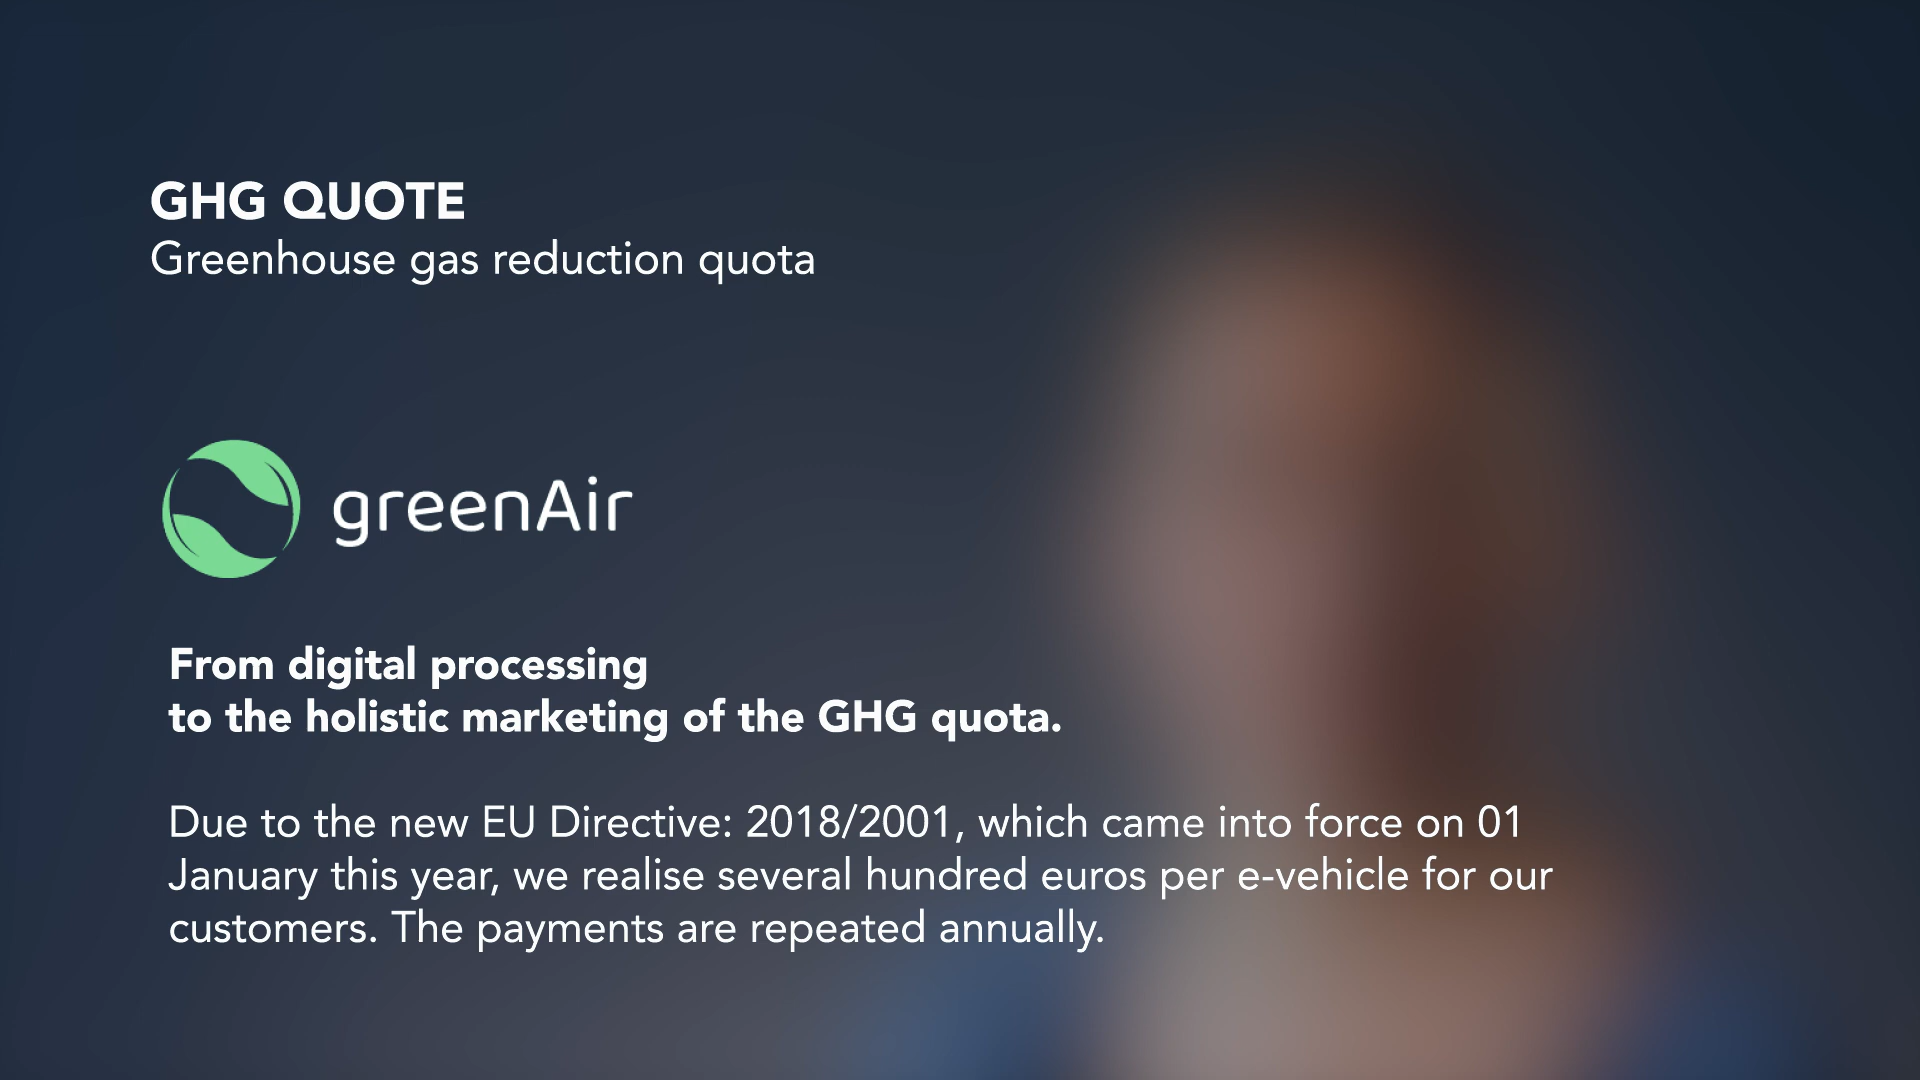 GHG QUOTE
Greenhouse gas reduction quota
greenAir
From digital processing
to the holistic marketing of the GHG quota.
Due to the new EU Directive: 2018/2001, which came into force on 01
January this year, we realise several hundred euros per e-vehicle for our
customers. The payments are repeated annually.